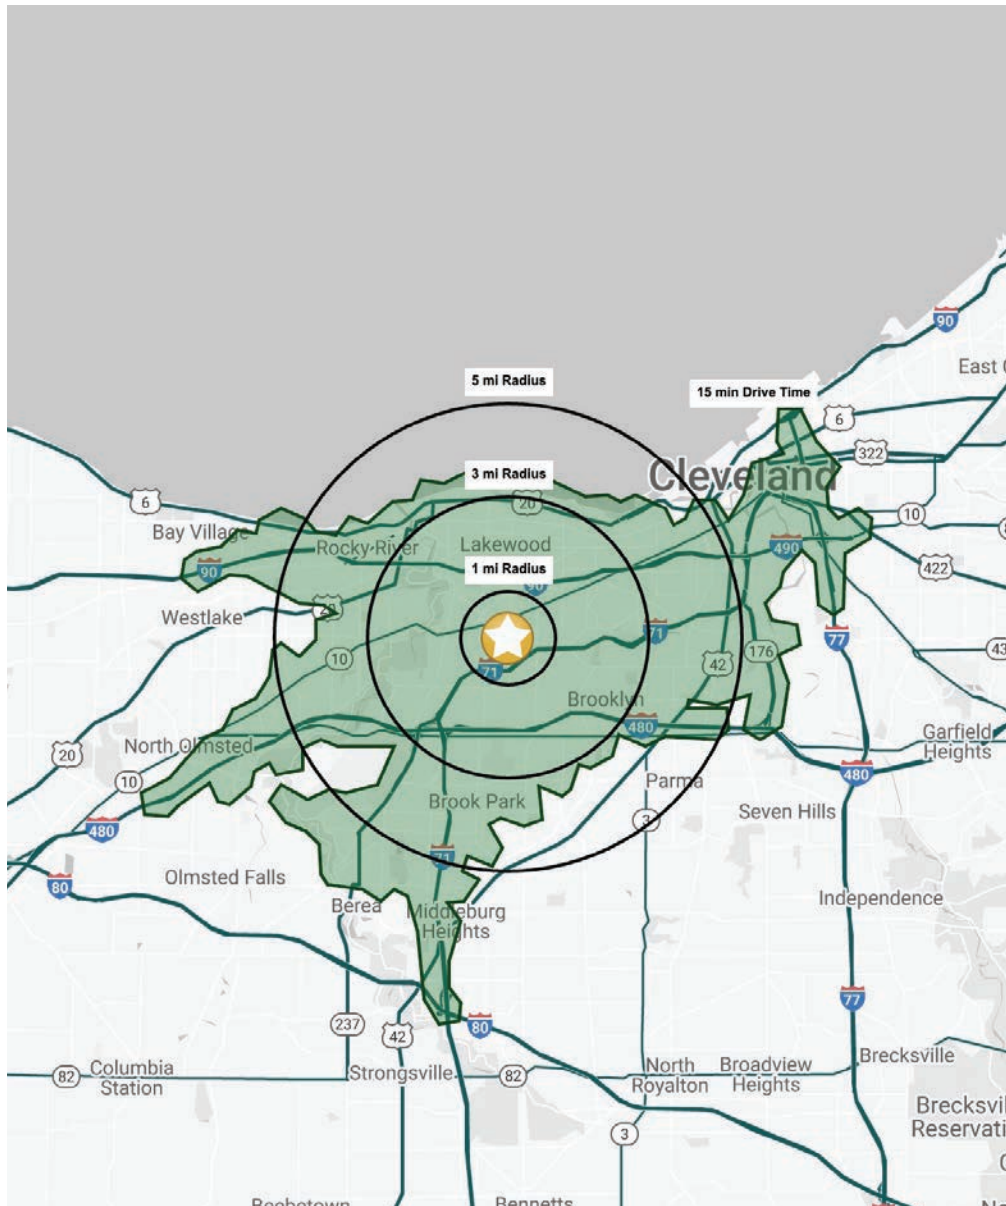 90
East C
5 mi Radius
15 min Drive Time
6
322
3 mi Radius
Cleveland
6
20
10
Bay Village
Rocky River
Lakewood
490
422
1 mi Radius
90
90
Westlake
71
77
10
71
42
176
43
Brooklyn
480
North Olmsted
Garfield
Heights
20
10
Parma
480
Brook Park
Seven Hills
480
3
71
Olmsted Falls
80
Berea
Middleburg
Heights
Independence
77
237
42
80
Columbia
Station
82
Strongsville
82
North
Royalton
Broadview
Heights
Brecksville
Brecksvil
Reservati
3
Bennetts